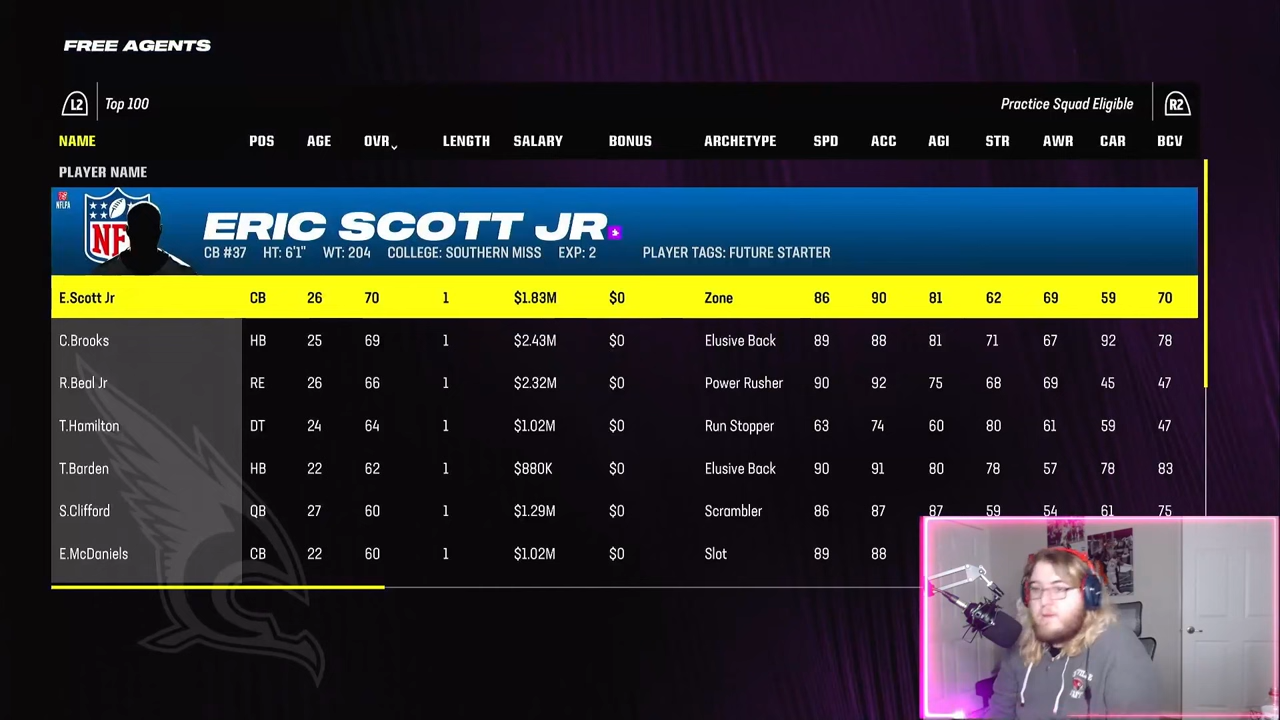 FREE AGENTS
L2 Top 100 Practice Squad Eligible R2
NAME POS AGE OVR LENGTH SALARY BONUS ARCHETYPE SPD ACC AGI STR AWR CAR BCV
PLAYER NAME
NFLPA
NF
ERIC SCOTT JR
CB #37 HT: 6'1" WT: 204 COLLEGE: SOUTHERN MISS EXP: 2 PLAYER TAGS: FUTURE STARTER
E.Scott Jr CB 26 70 1 $1.83M $0 Zone 86 90 81 62 69 59 70
C.Brooks HB 25 69 1 $2.43M $0 Elusive Back 89 88 81 71 67 92 78
R.Beal Jr RE 26 66 1 $2.32M $0 Power Rusher 90 92 75 68 69 45 47
T.Hamilton DT 24 64 1 $1.02M $0 Run Stopper 63 74 60 80 61 59 47
T.Barden HB 22 62 1 $880K $0 Elusive Back 90 91 80 78 57 78 83
S.Clifford QB 27 60 1 $1.29M $0 Scrambler 86 87 87 59 54 61 75
E.McDaniels CB 22 60 1 $1.02M $0 Slot 89 88